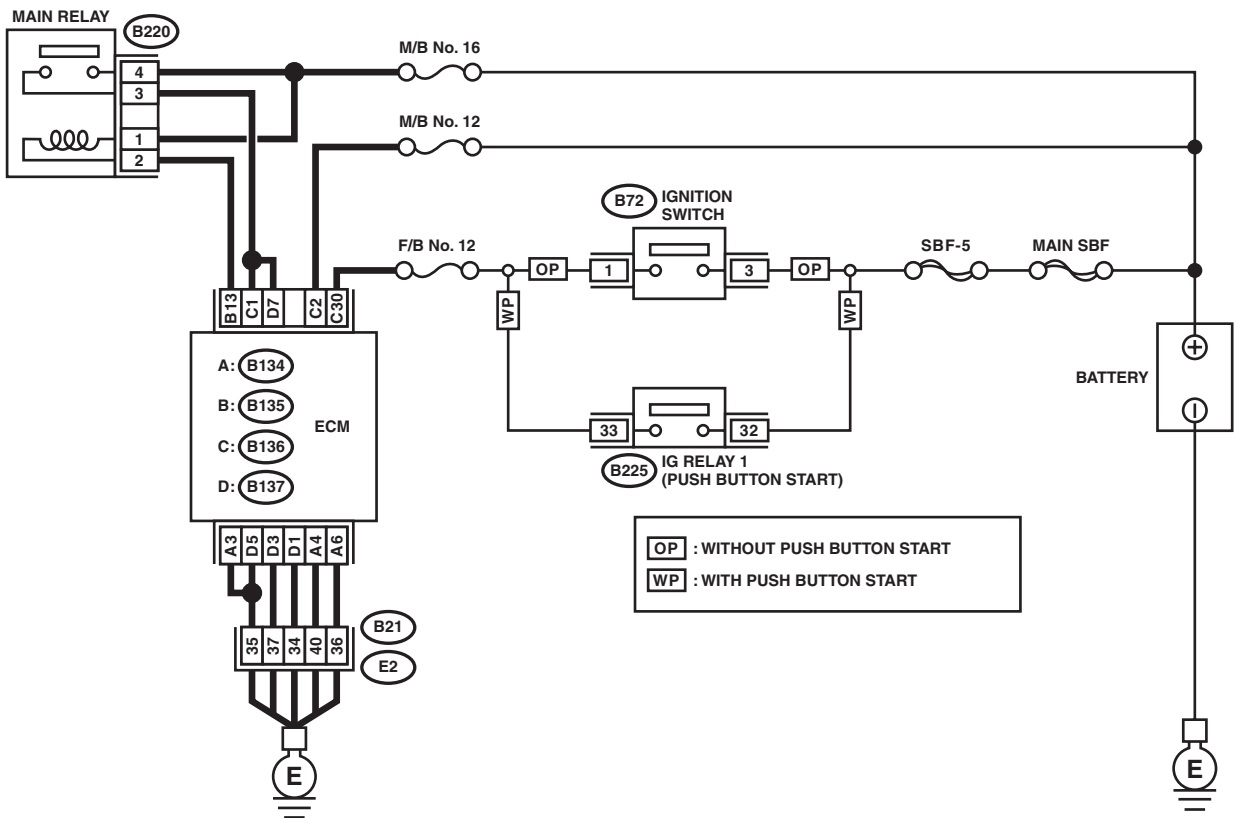 MAIN RELAY
B220
4
3
1
2
M/B No. 16
M/B No. 12
B72
IGNITION
SWITCH
F/B No. 12
OP
1
3
OP
SBF-5
MAIN SBF
WP
WP
B13
C1
D7
C2
C30
A: B134
B: B135
C: B136
D: B137
ECM
BATTERY
33
32
B225
IG RELAY 1
(PUSH BUTTON START)
OP : WITHOUT PUSH BUTTON START
WP : WITH PUSH BUTTON START
A3
D5
D3
D1
A4
A6
35
37
34
40
36
B21
E2
E
E